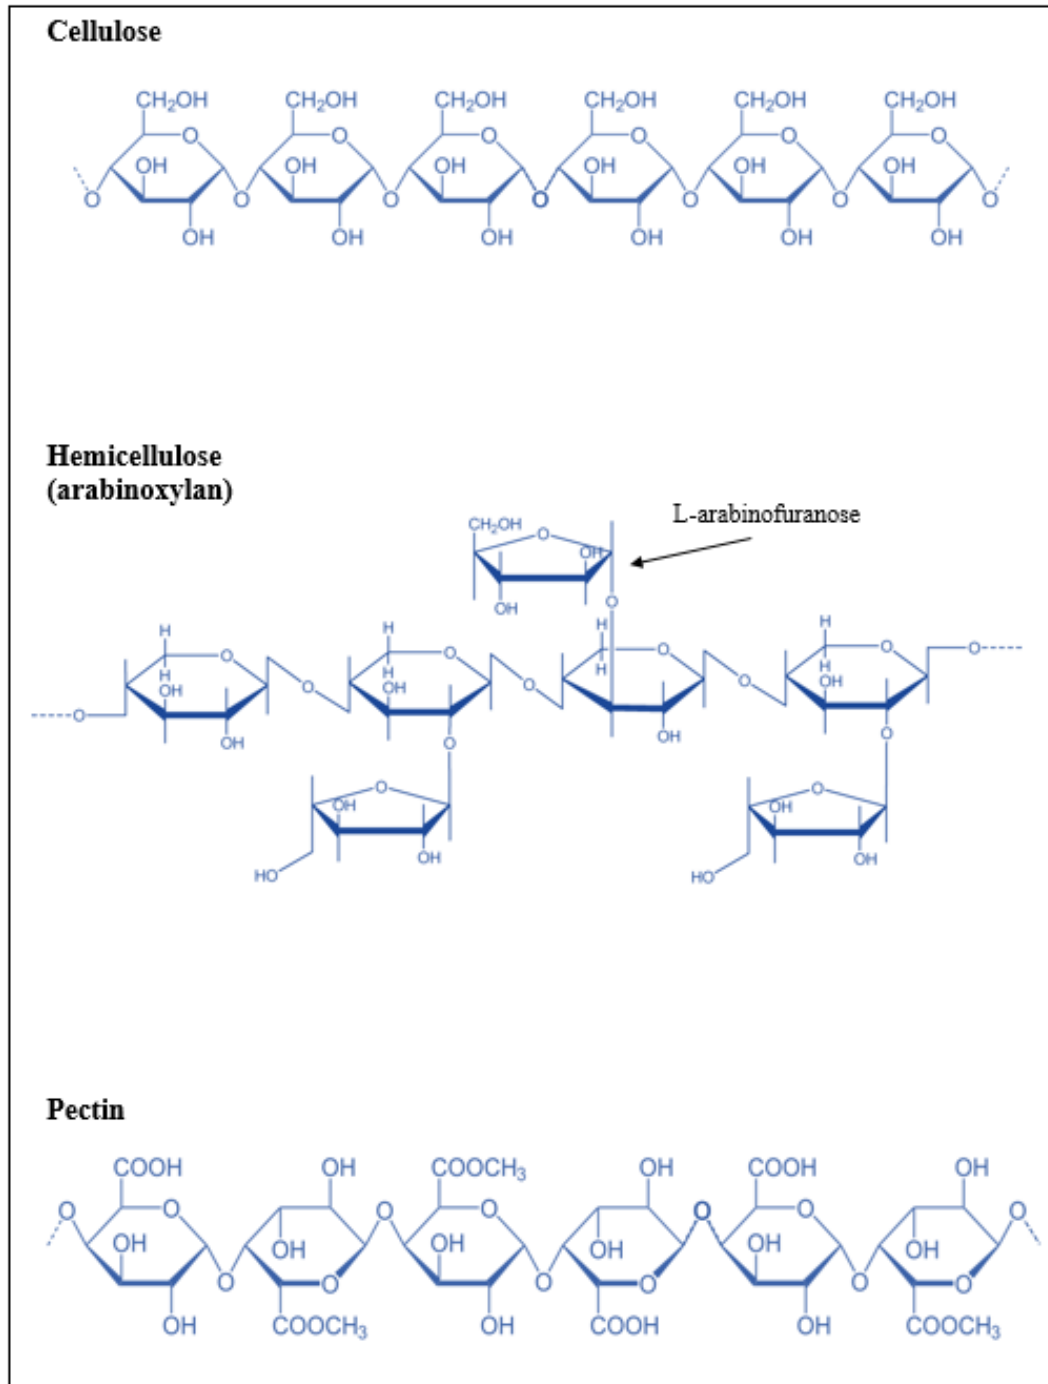 Cellulose
CH₂OH CH₂OH CH₂OH CH₂OH CH₂OH CH₂OH
O O O O O O
OH OH OH OH OH OH
O O O O O O O
OH OH OH OH OH OH
Hemicellulose
(arabinoxylan)
L-arabinofuranose
CH₂OH O
OH
OH O
H H H H
O O O O
H H H H
OH OH OH
O O O O O
OH OH
O O
O O
OH OH
OH OH
HO HO
Pectin
COOH OH COOCH₃ OH COOH OH
O O O O O O O
OH OH OH OH OH OH
O O O O O O
OH COOCH₃ OH COOH OH COOCH₃